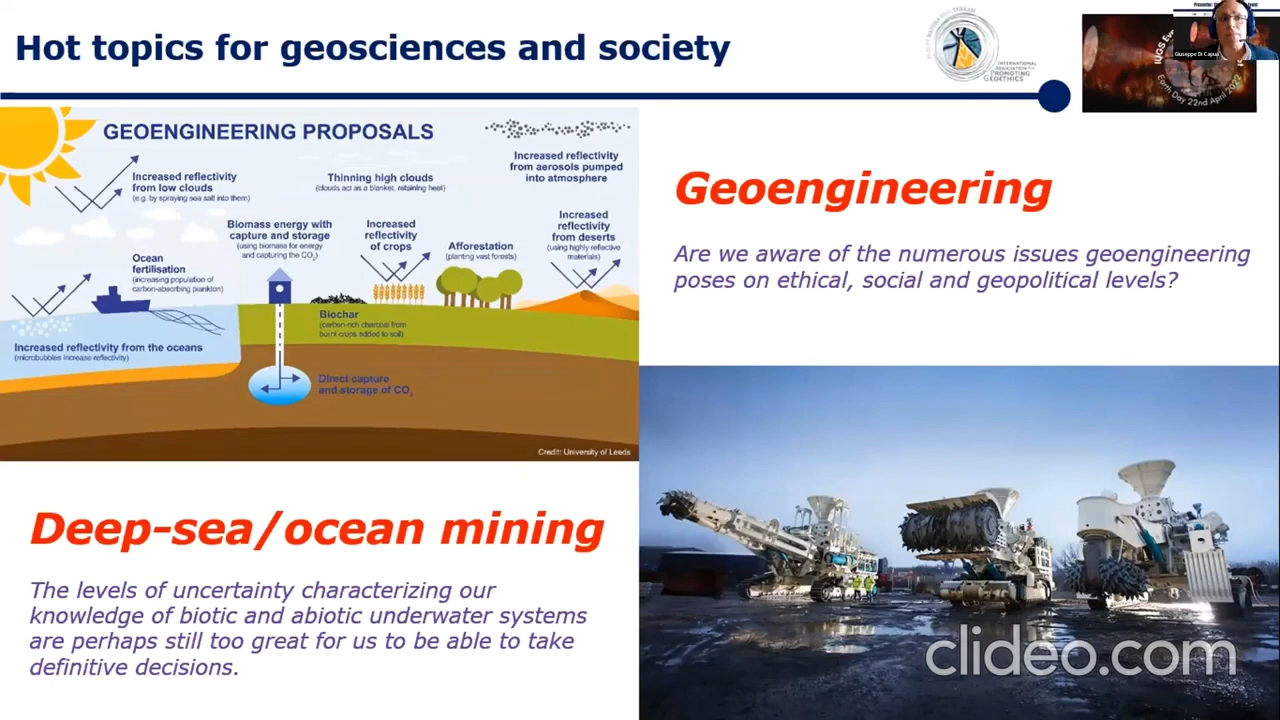 Hot topics for geosciences and society
INTERNATIONAL
ASSOCIATION FOR
PROMOTING
GEOETHICS
Giuseppe Di Capua
Earth Day 22nd April 2022
GEOENGINEERING PROPOSALS
Increased reflectivity
from low clouds
(e.g. by spraying sea salt into them)
Thinning high clouds
(clouds act as a blanket, retaining heat)
Increased reflectivity
from aerosols pumped
into atmosphere
Biomass energy with
capture and storage
(using biomass for energy
and capturing the CO2)
Increased
reflectivity
of crops
Afforestation
(planting vast forests)
Increased
reflectivity
from deserts
(using highly reflective
materials)
Ocean
fertilisation
(increasing population of
carbon-absorbing plankton)
Biochar
(carbon-rich charcoal from
burnt crops added to soil)
Increased reflectivity from the oceans
(microbubbles increase reflectivity)
Direct capture
and storage of CO2
Credit: University of Leeds
Geoengineering
Are we aware of the numerous issues geoengineering
poses on ethical, social and geopolitical levels?
Deep-sea/ocean mining
The levels of uncertainty characterizing our
knowledge of biotic and abiotic underwater systems
are perhaps still too great for us to be able to take
definitive decisions.
clideo.com